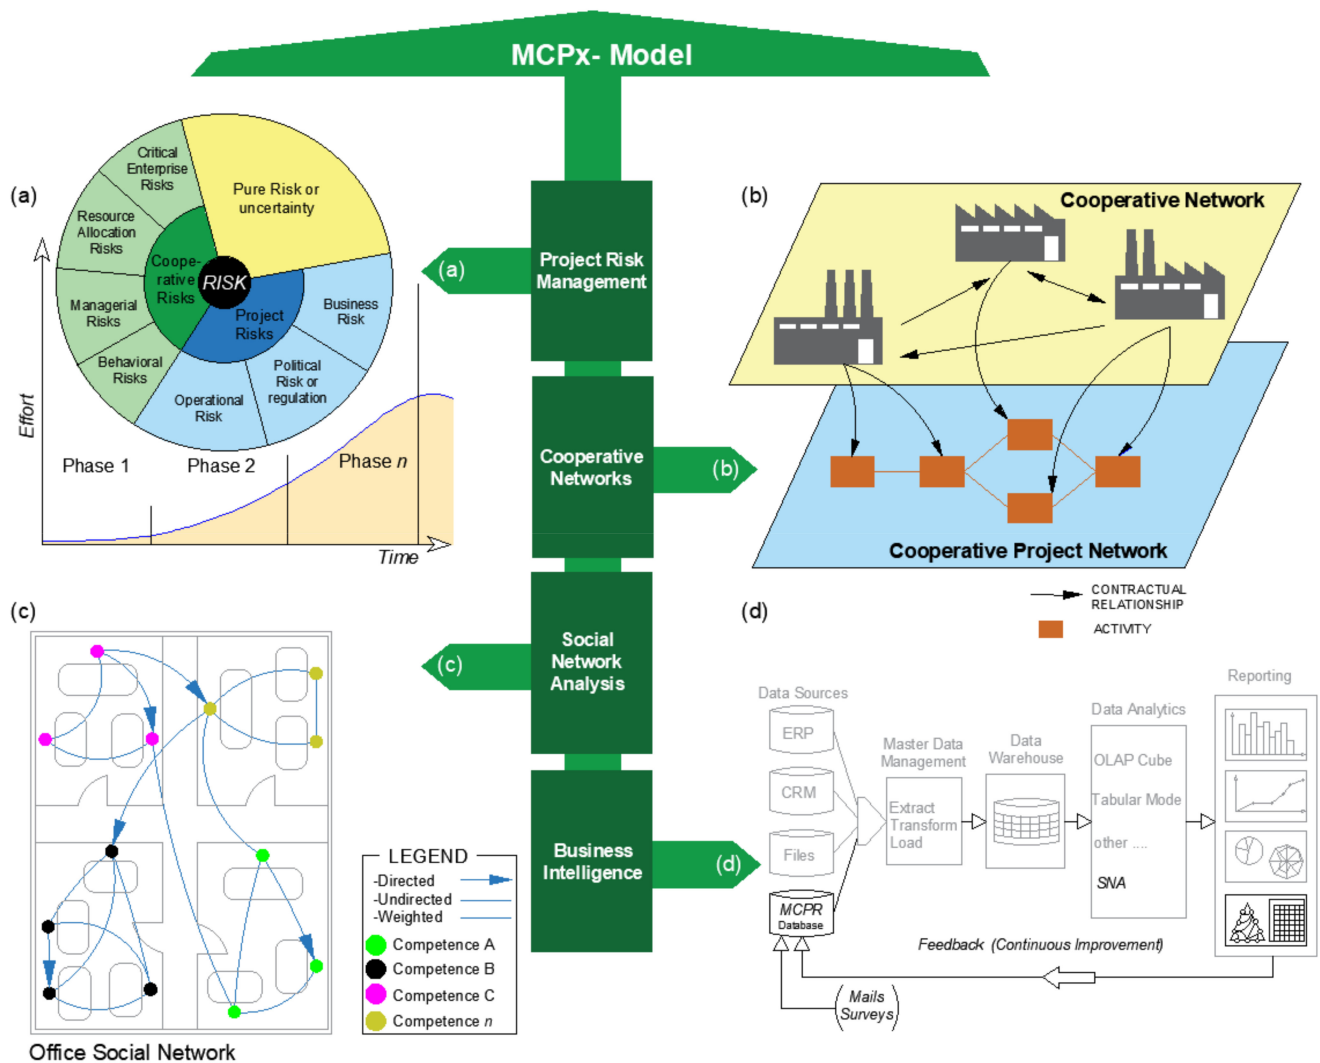 MCPx- Model
(a)
Critical
Enterprise
Risks
Pure Risk or
uncertainty
Resource
Allocation
Risks
Coope-
rative
Risks
RISK
Managerial
Risks
Project
Risks
Business
Risk
Behavioral
Risks
Operational
Risk
Political
Risk or
regulation
Effort
Phase 1
Phase 2
Phase n
Time
(a)
Project Risk
Management
Cooperative
Networks
(b)
(c)
Social
Network
Analysis
Business
Intelligence
(d)
(b)
Cooperative Network
Cooperative Project Network
CONTRACTUAL
RELATIONSHIP
ACTIVITY
(c)
LEGEND
-Directed
-Undirected
-Weighted
Competence A
Competence B
Competence C
Competence n
Office Social Network
(d)
Data Sources
ERP
CRM
Files
MCPR
Database
Master Data
Management
Extract
Transform
Load
Data
Warehouse
Data Analytics
OLAP Cube
Tabular Mode
other ....
SNA
Reporting
Feedback (Continuous Improvement)
(Mails
Surveys)